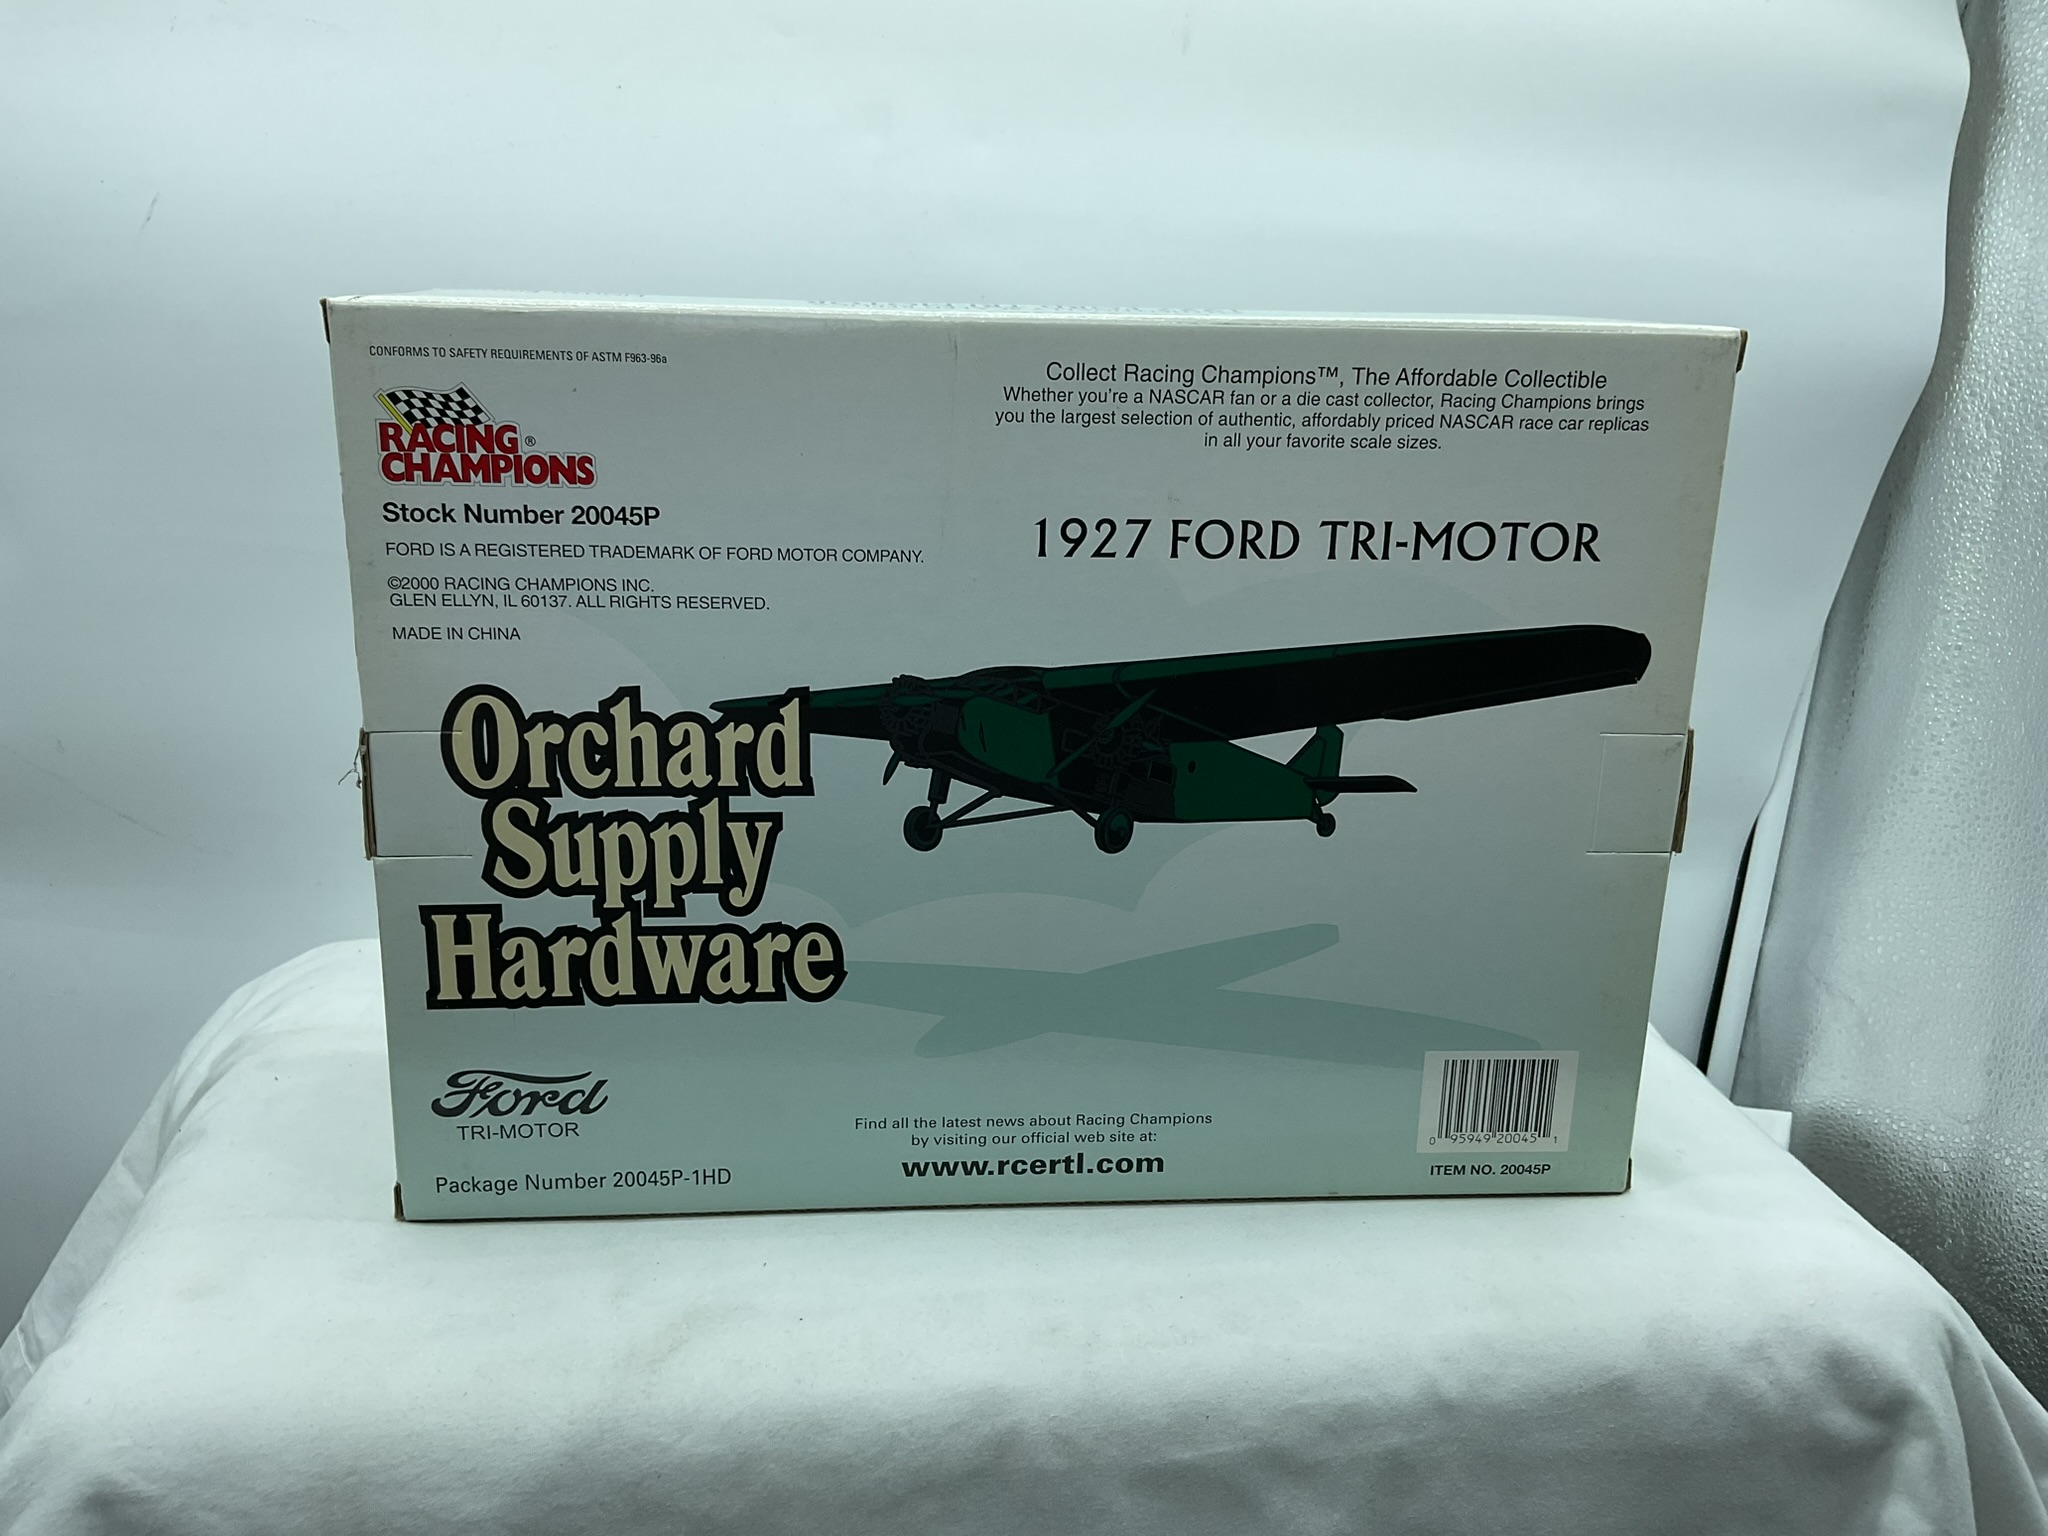 CONFORMS TO SAFETY REQUIREMENTS OF ASTM F963-96a
RACING®
CHAMPIONS
Stock Number 20045P
FORD IS A REGISTERED TRADEMARK OF FORD MOTOR COMPANY.
©2000 RACING CHAMPIONS INC.
GLEN ELLYN, IL 60137. ALL RIGHTS RESERVED.
MADE IN CHINA
Collect Racing Champions™, The Affordable Collectible
Whether you're a NASCAR fan or a die cast collector, Racing Champions brings
you the largest selection of authentic, affordably priced NASCAR race car replicas
in all your favorite scale sizes.
1927 FORD TRI-MOTOR
Orchard
Supply
Hardware
Ford
TRI-MOTOR
Package Number 20045P-1HD
Find all the latest news about Racing Champions
by visiting our official web site at:
www.rcertl.com
0 95949 20045 1
ITEM NO. 20045P